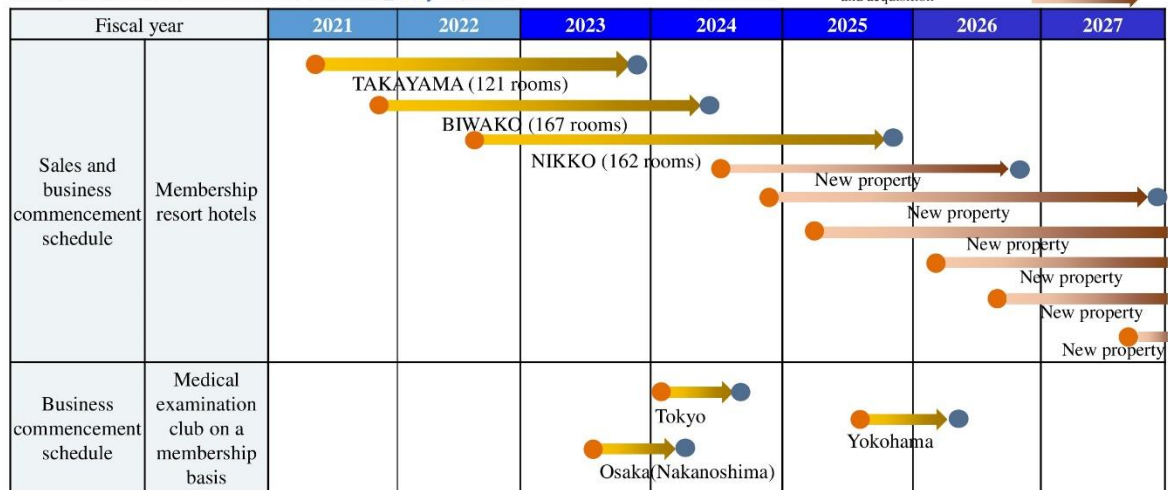 and acquisition
Fiscal year
2021
2022
2023
2024
2025
2026
2027
Sales and
business
commencement
schedule
Membership
resort hotels
TAKAYAMA (121 rooms)
BIWAKO (167 rooms)
NIKKO (162 rooms)
New property
New property
New property
New property
New property
New property
Business
commencement
schedule
Medical
examination
club on a
membership
basis
Tokyo
Yokohama
Osaka(Nakanoshima)